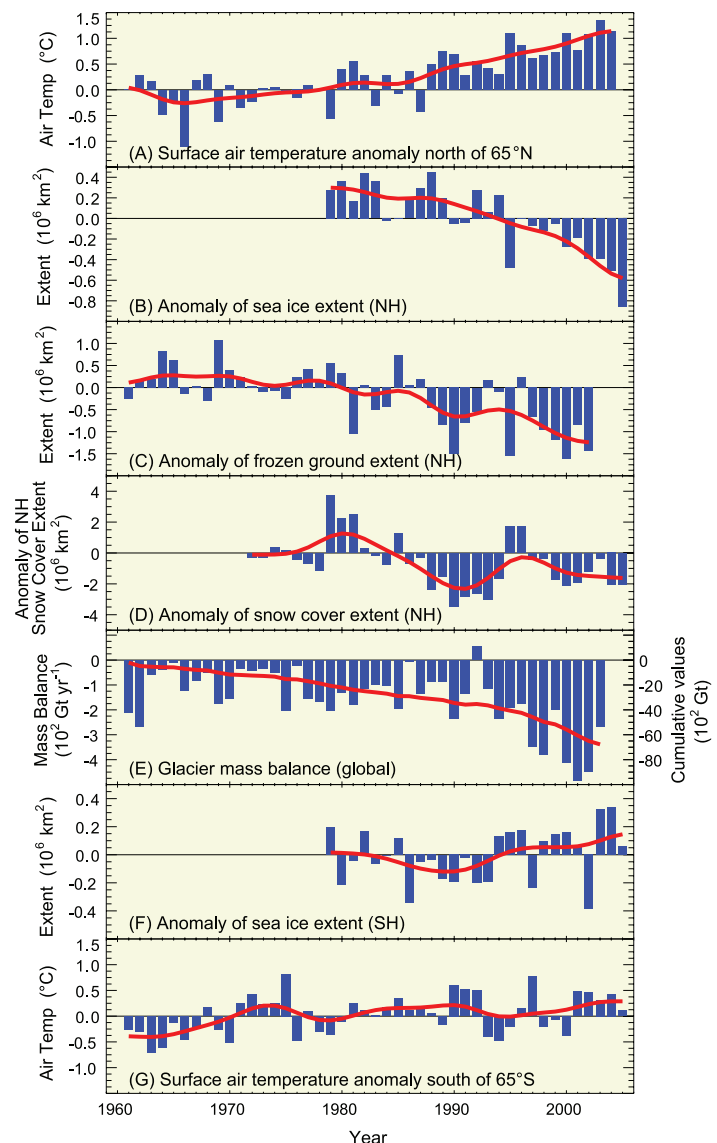 1.5
1.0
0.5
0.0
-0.5
-1.0
Air Temp (°C)
(A) Surface air temperature anomaly north of 65°N
0.4
0.2
0.0
-0.2
-0.4
-0.6
-0.8
Extent (10⁶ km²)
(B) Anomaly of sea ice extent (NH)
1.0
0.5
0.0
-0.5
-1.0
-1.5
Extent (10⁶ km²)
(C) Anomaly of frozen ground extent (NH)
4
2
0
-2
-4
Anomaly of NH
Snow Cover Extent
(10⁶ km²)
(D) Anomaly of snow cover extent (NH)
0
-1
-2
-3
-4
Mass Balance
(10² Gt yr⁻¹)
(E) Glacier mass balance (global)
0
-20
-40
-60
-80
Cumulative values
(10² Gt)
0.4
0.2
0.0
-0.2
-0.4
Extent (10⁶ km²)
(F) Anomaly of sea ice extent (SH)
1.5
1.0
0.5
0.0
-0.5
-1.0
Air Temp (°C)
(G) Surface air temperature anomaly south of 65°S
1960 1970 1980 1990 2000
Year